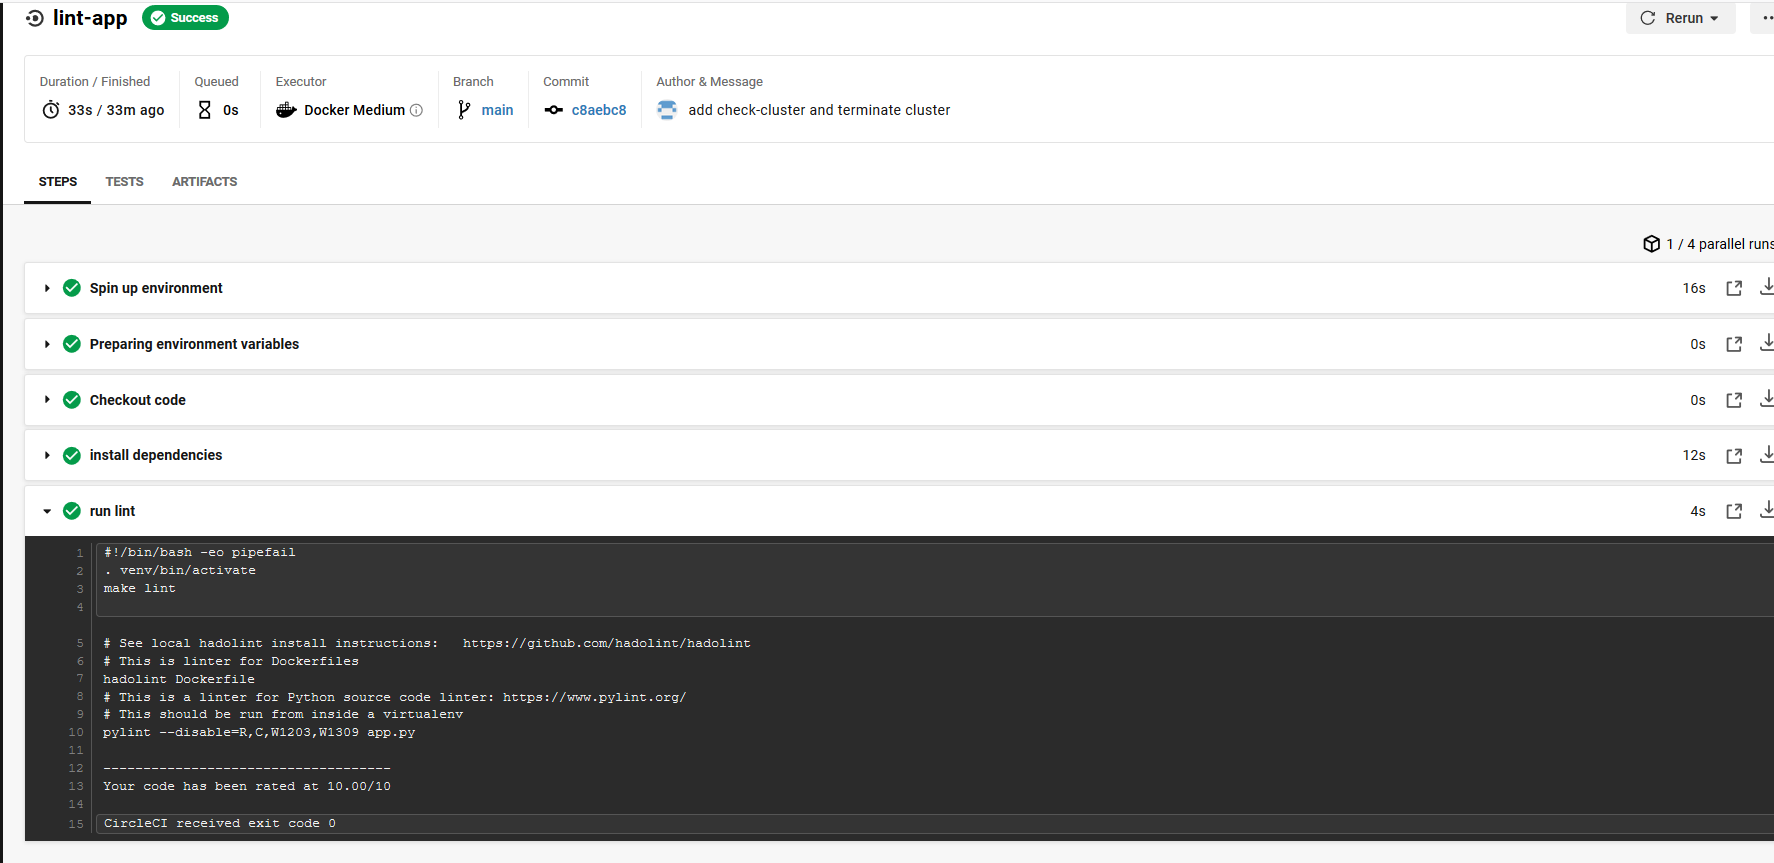 lint-app Success Rerun
Duration / Finished Queued Executor Branch Commit Author & Message
33s / 33m ago 0s Docker Medium main c8aebc8 add check-cluster and terminate cluster
STEPS TESTS ARTIFACTS
1 / 4 parallel runs
Spin up environment 16s
Preparing environment variables 0s
Checkout code 0s
install dependencies 12s
run lint 4s
1 #!/bin/bash -eo pipefail
2 . venv/bin/activate
3 make lint
4
5 # See local hadolint install instructions:   https://github.com/hadolint/hadolint
6 # This is linter for Dockerfiles
7 hadolint Dockerfile
8 # This is a linter for Python source code linter: https://www.pylint.org/
9 # This should be run from inside a virtualenv
10 pylint --disable=R,C,W1203,W1309 app.py
11
12 ------------------------------------
13 Your code has been rated at 10.00/10
14
15 CircleCI received exit code 0